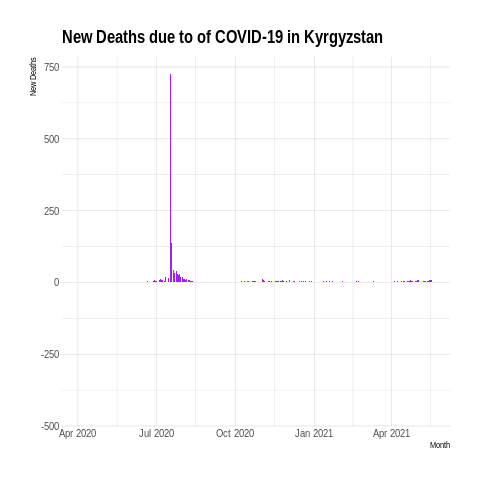 New Deaths due to of COVID-19 in Kyrgyzstan
New Deaths
750
500
250
0
-250
-500
Apr 2020 Jul 2020 Oct 2020 Jan 2021 Apr 2021
Month